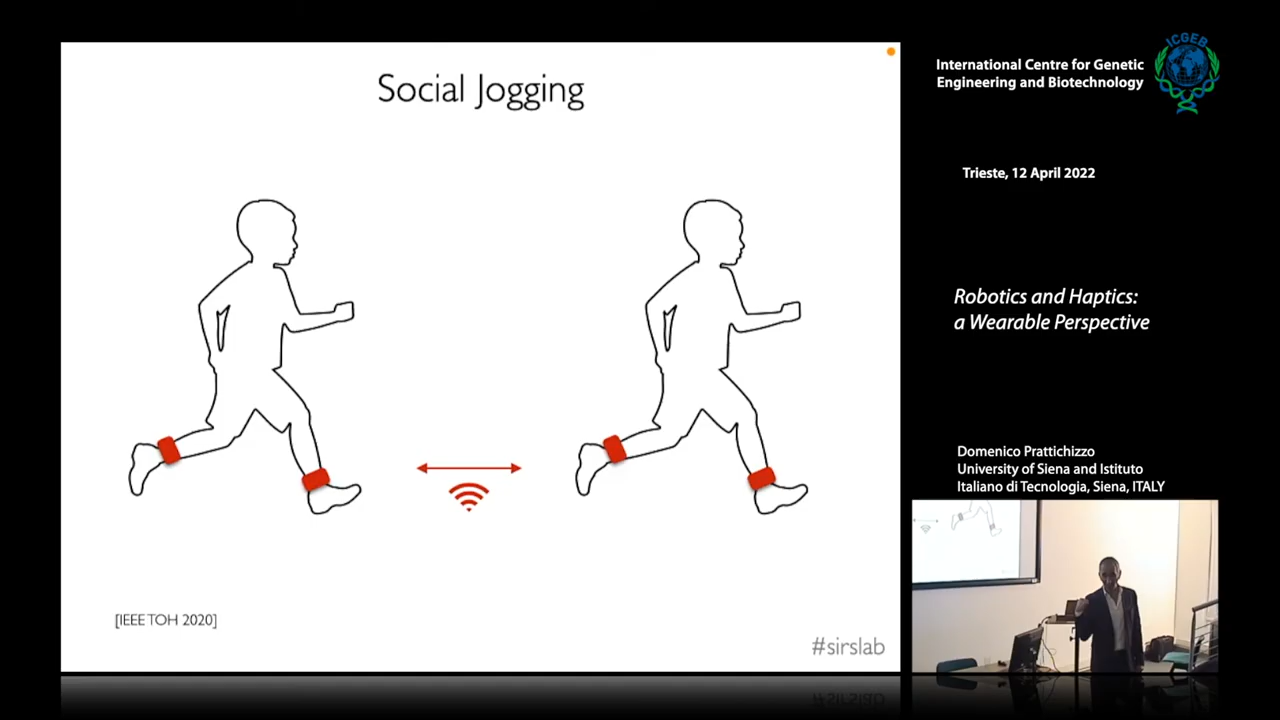 Social Jogging
[IEEE TOH 2020]
#sirslab
International Centre for Genetic
Engineering and Biotechnology
ICGEB
Trieste, 12 April 2022
Robotics and Haptics:
a Wearable Perspective
Domenico Prattichizzo
University of Siena and Istituto
Italiano di Tecnologia, Siena, ITALY